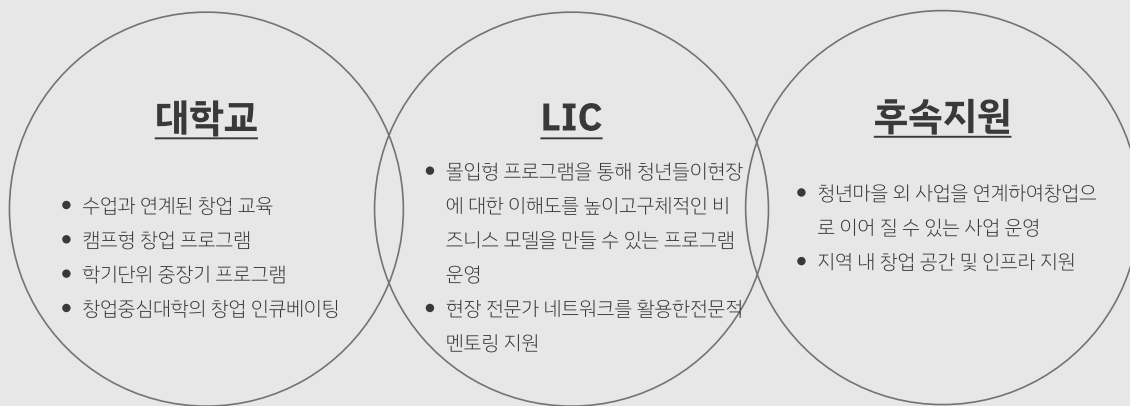 대학교
• 수업과 연계된 창업 교육
• 캠프형 창업 프로그램
• 학기단위 중장기 프로그램
• 창업중심대학의 창업 인큐베이팅
LIC
• 몰입형 프로그램을 통해 청년들이현장
에 대한 이해도를 높이고구체적인 비
즈니스 모델을 만들 수 있는 프로그램
운영
• 현장 전문가 네트워크를 활용한전문적
멘토링 지원
후속지원
• 청년마을 외 사업을 연계하여창업으
로 이어 질 수 있는 사업 운영
• 지역 내 창업 공간 및 인프라 지원